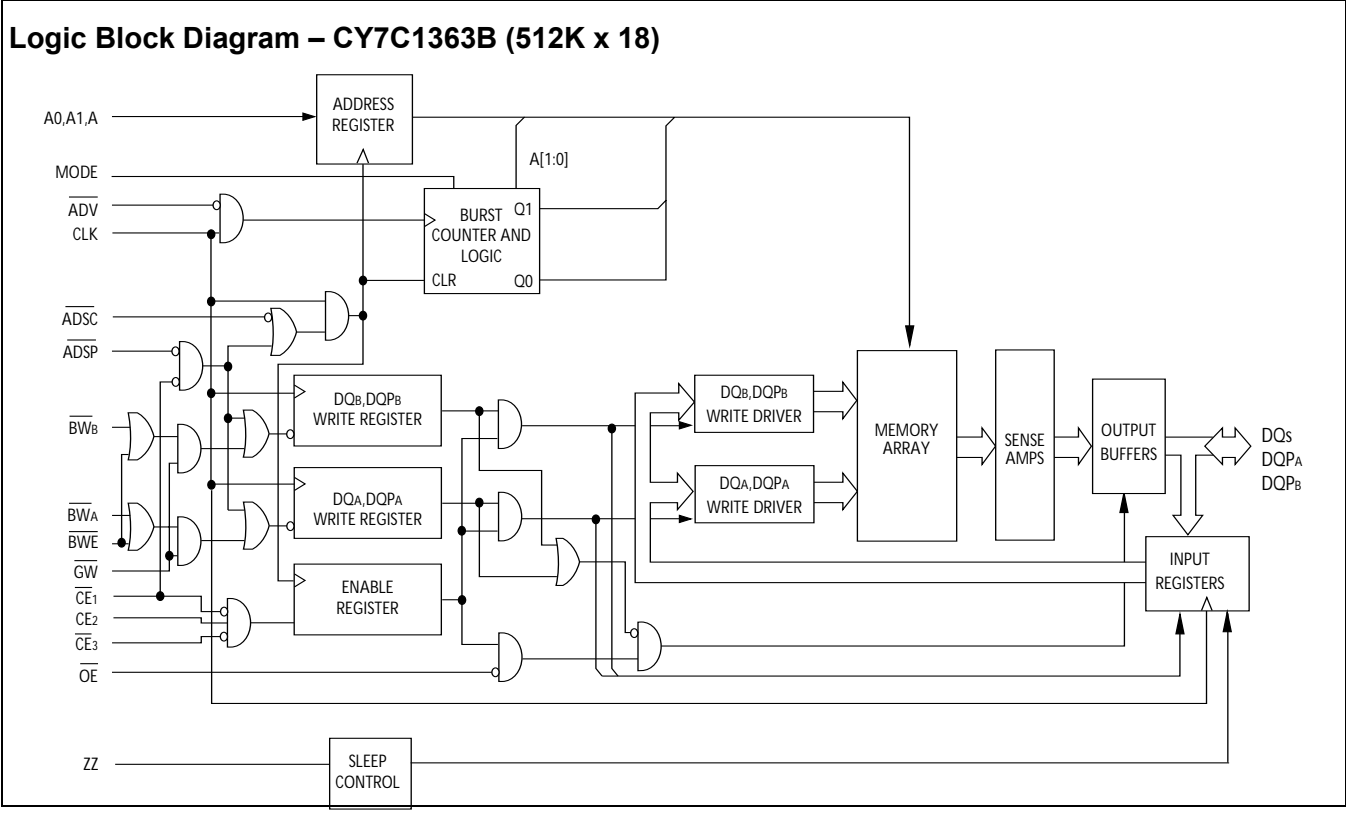 Logic Block Diagram – CY7C1363B (512K x 18)
A0,A1,A
ADDRESS
REGISTER
A[1:0]
MODE
ADV
CLK
BURST
COUNTER AND
LOGIC
Q1
CLR
Q0
ADSC
ADSP
BWB
BWA
BWE
GW
CE1
CE2
CE3
OE
DQB,DQPB
WRITE REGISTER
DQA,DQPA
WRITE REGISTER
ENABLE
REGISTER
DQB,DQPB
WRITE DRIVER
DQA,DQPA
WRITE DRIVER
MEMORY
ARRAY
SENSE
AMPS
OUTPUT
BUFFERS
DQs
DQPA
DQPB
INPUT
REGISTERS
ZZ
SLEEP
CONTROL